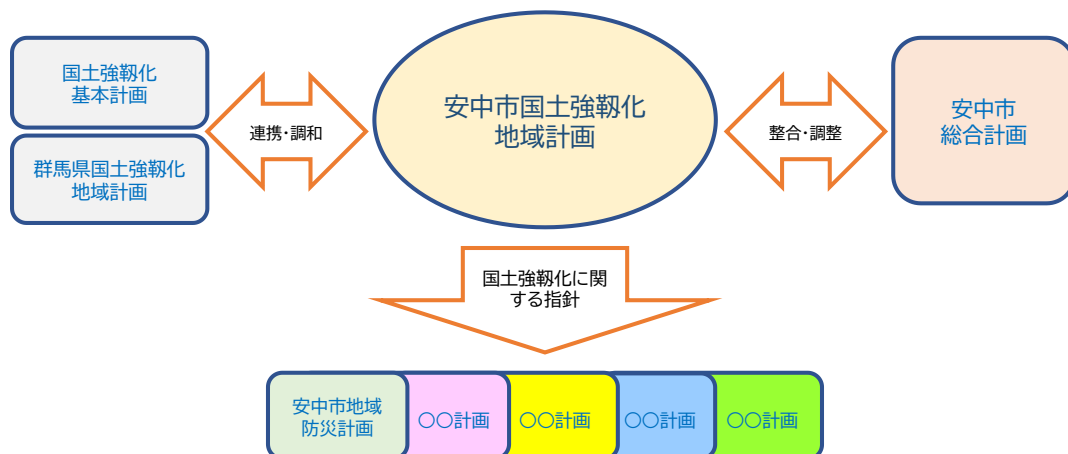 国土強靱化
基本計画
群馬県国土強靱化
地域計画
連携・調和
安中市国土強靱化
地域計画
整合・調整
安中市
総合計画
国土強靱化に関
する指針
安中市地域
防災計画
〇〇計画
〇〇計画
〇〇計画
〇〇計画